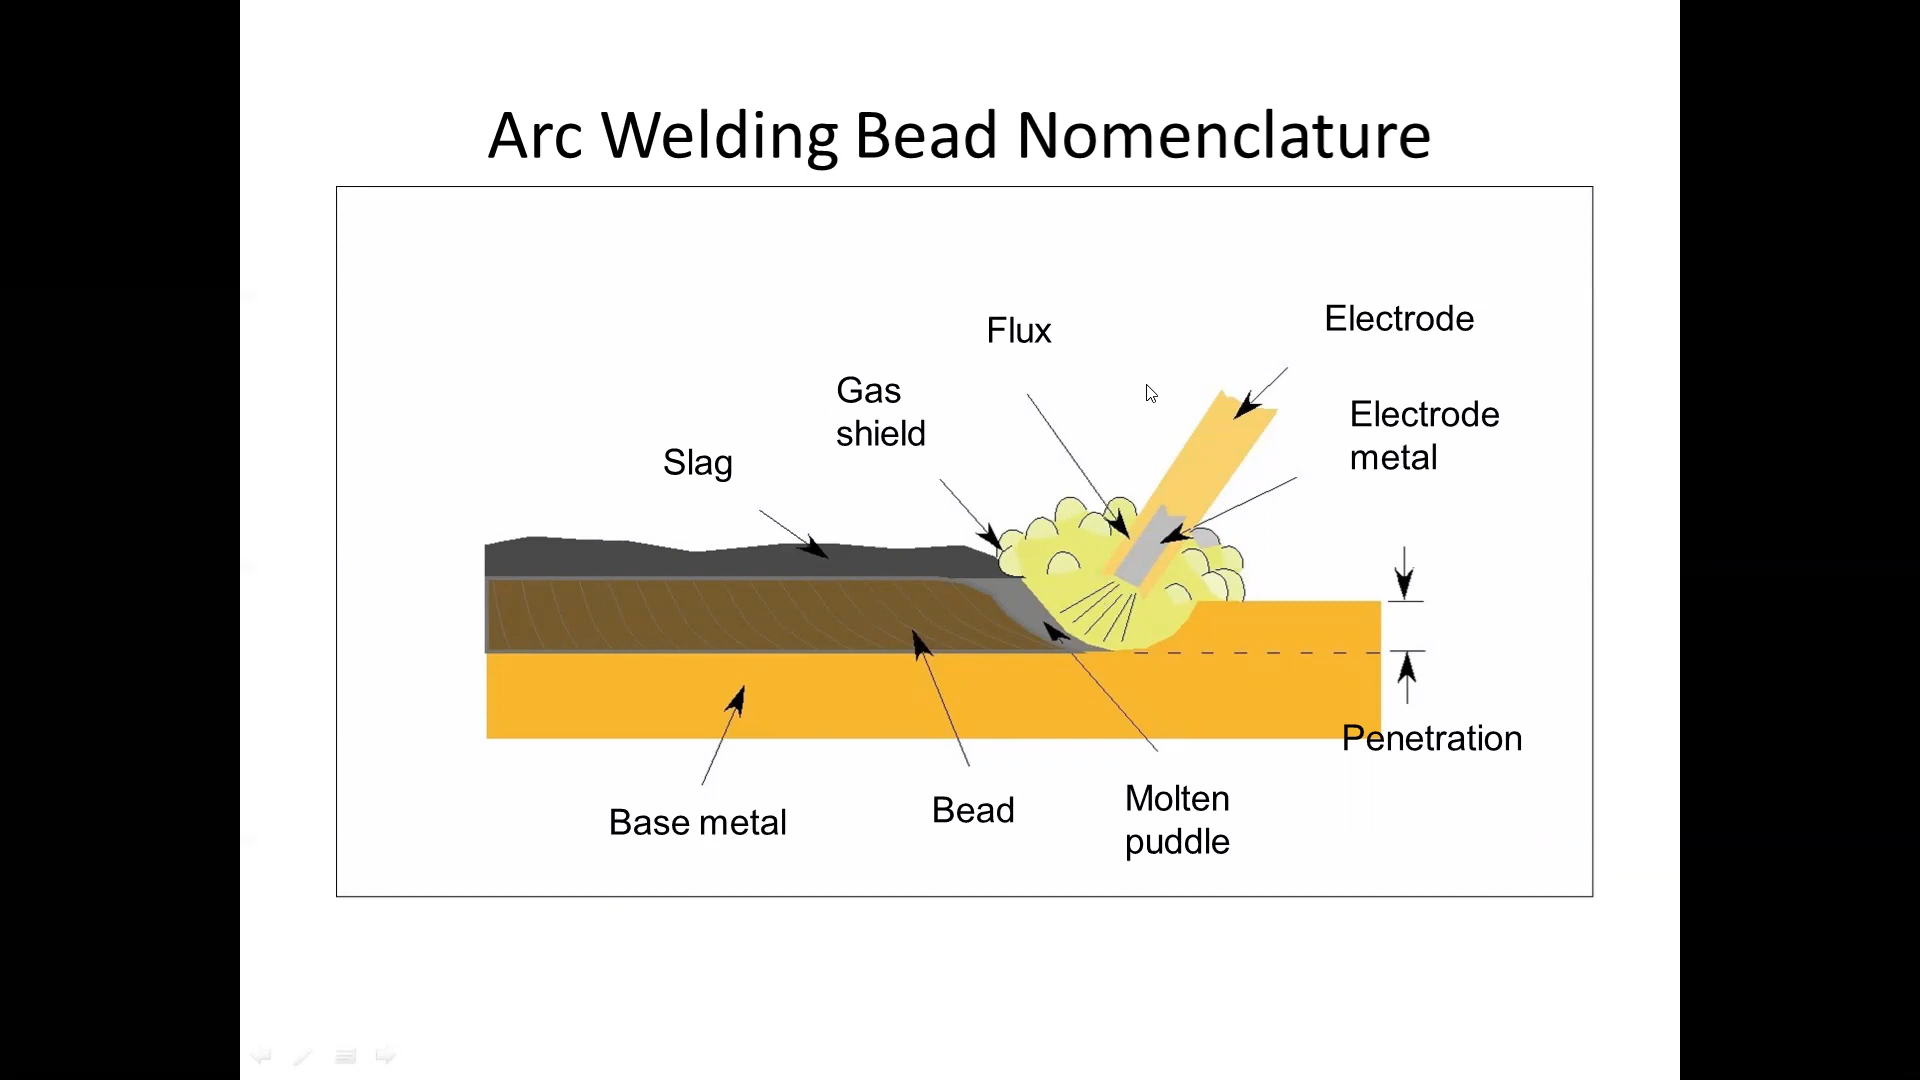 Arc Welding Bead Nomenclature
Electrode
Flux
Gas
shield
Electrode
metal
Slag
Penetration
Base metal
Bead
Molten
puddle